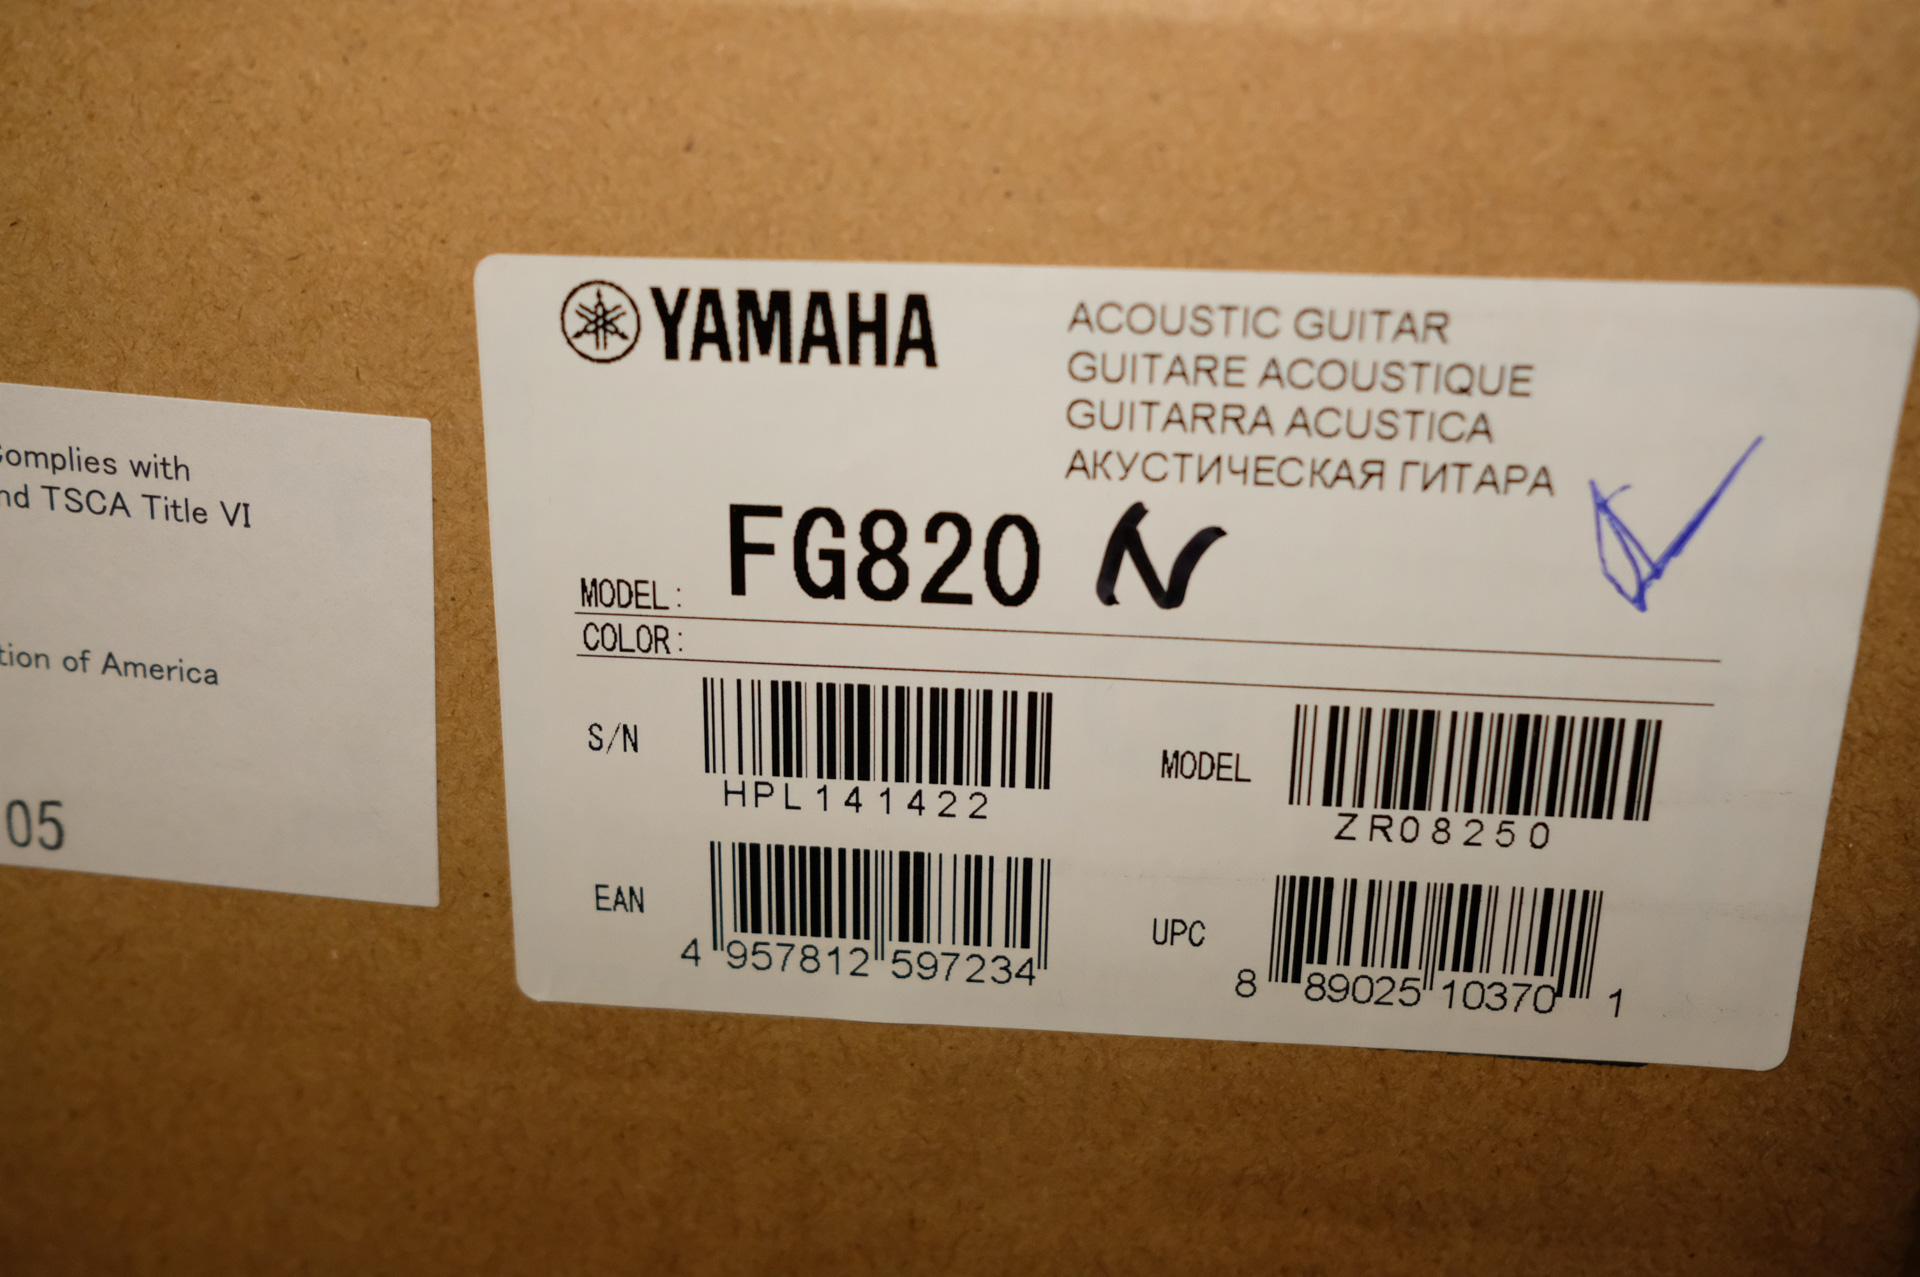 YAMAHA
ACOUSTIC GUITAR
GUITARE ACOUSTIQUE
GUITARRA ACUSTICA
АКУСТИЧЕСКАЯ ГИТАРА
MODEL: FG820 N
COLOR:
S/N
HPL141422
MODEL
ZR08250
EAN
4 957812 597234
UPC
8 89025 10370 1
omplies with
nd TSCA Title VI
tion of America
05